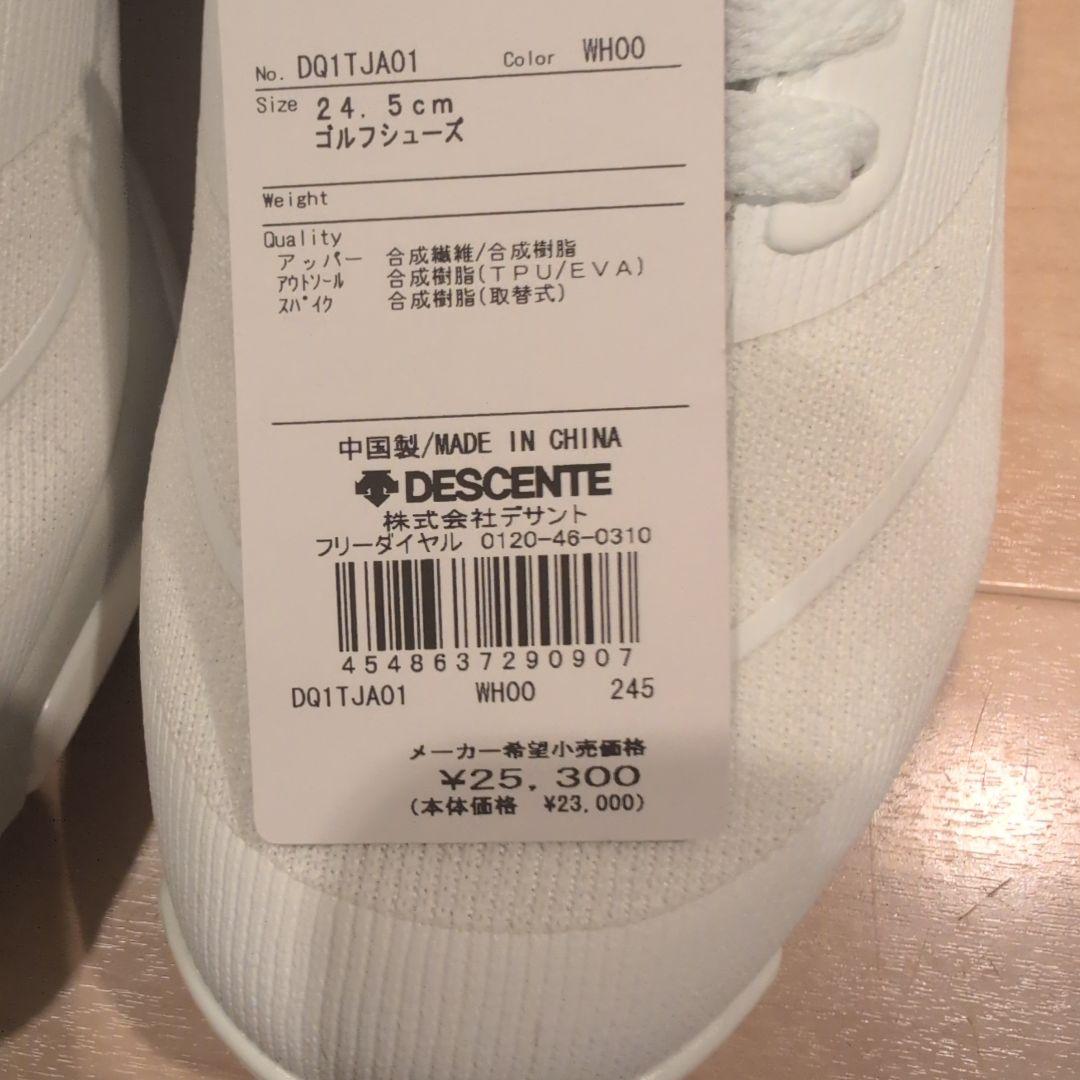 No. DQ1TJA01 Color WH00
Size 24.5cm
ゴルフシューズ
Weight
Quality
アッパー 合成繊維/合成樹脂
アウトソール 合成樹脂(TPU/EVA)
スパイク 合成樹脂(取替式)
中国製/MADE IN CHINA
DESCENTE
株式会社デサント
フリーダイヤル 0120-46-0310
4548637290907
DQ1TJA01 WH00 245
メーカー希望小売価格
¥25,300
(本体価格 ¥23,000)